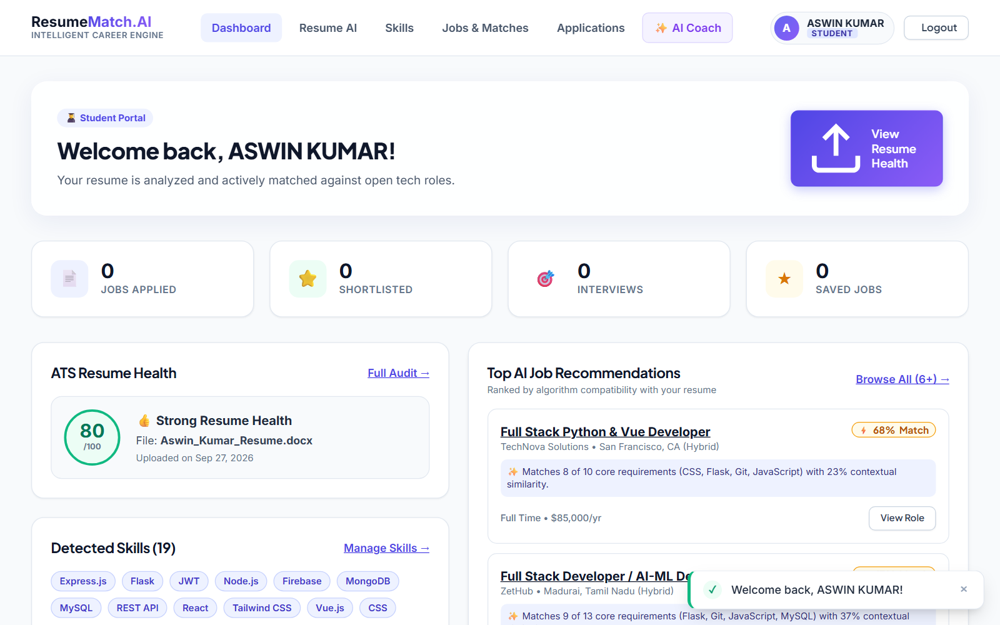 ResumeMatch.AI
INTELLIGENT CAREER ENGINE
Dashboard
Resume AI
Skills
Jobs & Matches
Applications
✨ AI Coach
A
ASWIN KUMAR
STUDENT
Logout
Student Portal
Welcome back, ASWIN KUMAR!
Your resume is analyzed and actively matched against open tech roles.
View
Resume
Health
0
JOBS APPLIED
0
SHORTLISTED
0
INTERVIEWS
0
SAVED JOBS
ATS Resume Health
Full Audit →
80
/100
👍 Strong Resume Health
File: Aswin_Kumar_Resume.docx
Uploaded on Sep 27, 2026
Detected Skills (19)
Manage Skills →
Express.js
Flask
JWT
Node.js
Firebase
MongoDB
MySQL
REST API
React
Tailwind CSS
Vue.js
CSS
Top AI Job Recommendations
Ranked by algorithm compatibility with your resume
Browse All (6+) →
Full Stack Python & Vue Developer
68% Match
TechNova Solutions • San Francisco, CA (Hybrid)
✨ Matches 8 of 10 core requirements (CSS, Flask, Git, JavaScript) with 23% contextual
similarity.
Full Time • $85,000/yr
View Role
Full Stack Developer / AI-ML De
ZetHub • Madurai, Tamil Nadu (Hybrid)
✨ Matches 9 of 13 core requirements (Flask, Git, JavaScript, MySQL) with 37% contextual
✓ Welcome back, ASWIN KUMAR! ×